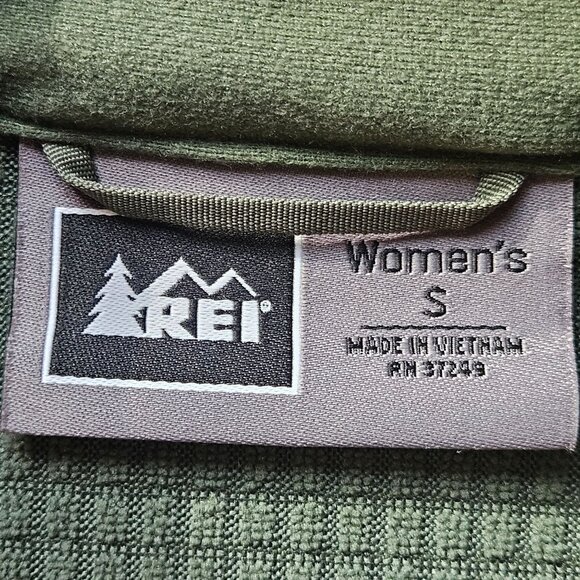 REI®
Women's
S
MADE IN VIETNAM
RN 37249